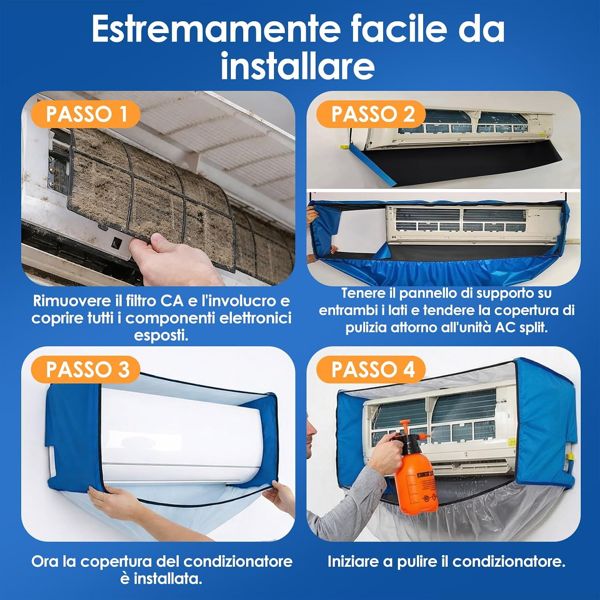 Estremamente facile da
installare
PASSO 1
PASSO 2
Rimuovere il filtro CA e l'involucro e
coprire tutti i componenti elettronici
esposti.
Tenere il pannello di supporto su
entrambi i lati e tendere la copertura di
pulizia attorno all'unità AC split.
PASSO 3
PASSO 4
Ora la copertura del condizionatore
è installata.
Iniziare a pulire il condizionatore.